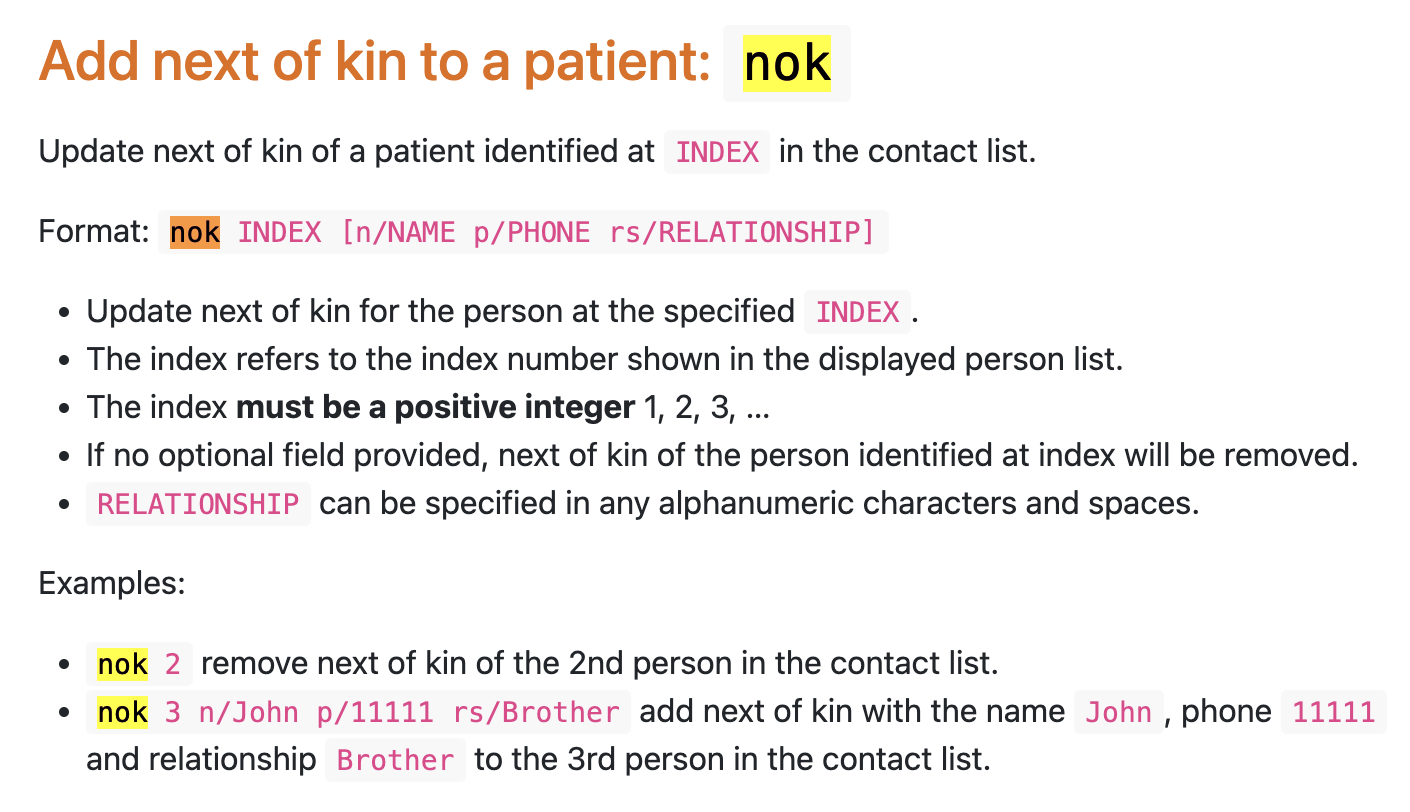 Add next of kin to a patient: nok
Update next of kin of a patient identified at INDEX in the contact list.
Format: nok INDEX [n/NAME p/PHONE rs/RELATIONSHIP]
• Update next of kin for the person at the specified INDEX.
• The index refers to the index number shown in the displayed person list.
• The index must be a positive integer 1, 2, 3, …
• If no optional field provided, next of kin of the person identified at index will be removed.
• RELATIONSHIP can be specified in any alphanumeric characters and spaces.
Examples:
• nok 2 remove next of kin of the 2nd person in the contact list.
• nok 3 n/John p/11111 rs/Brother add next of kin with the name John, phone 11111
and relationship Brother to the 3rd person in the contact list.